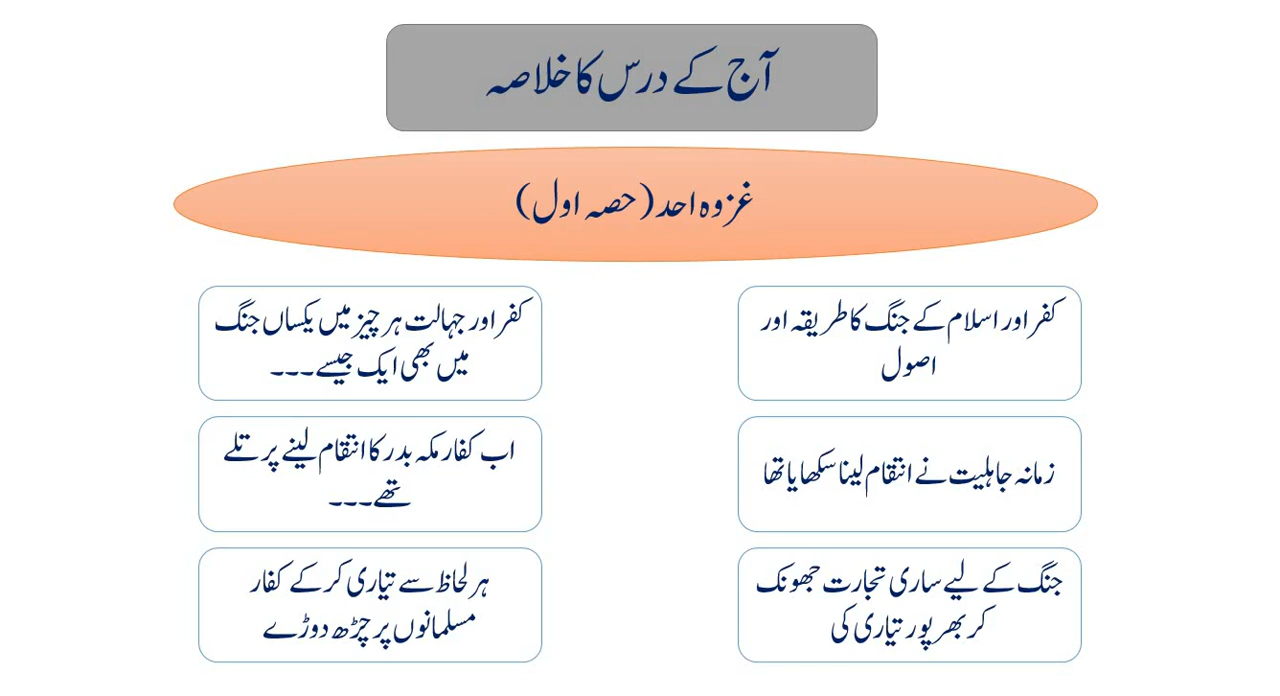 آج کے درس کا خلاصہ
غزوہ احد (حصہ اول)
کفر اور اسلام کے جنگ کا طریقہ اور
اصول
کفر اور جہالت ہر چیز میں یکساں جنگ
میں بھی ایک جیسے۔۔۔
زمانہ جاہلیت نے انتقام لینا سکھایا تھا
اب کفار مکہ بدر کا انتقام لینے پر تلے
تھے۔۔۔
جنگ کے لیے ساری تجارت جھونک
کر بھر پور تیاری کی
ہر لحاظ سے تیاری کر کے کفار
مسلمانوں پر چڑھ دوڑے